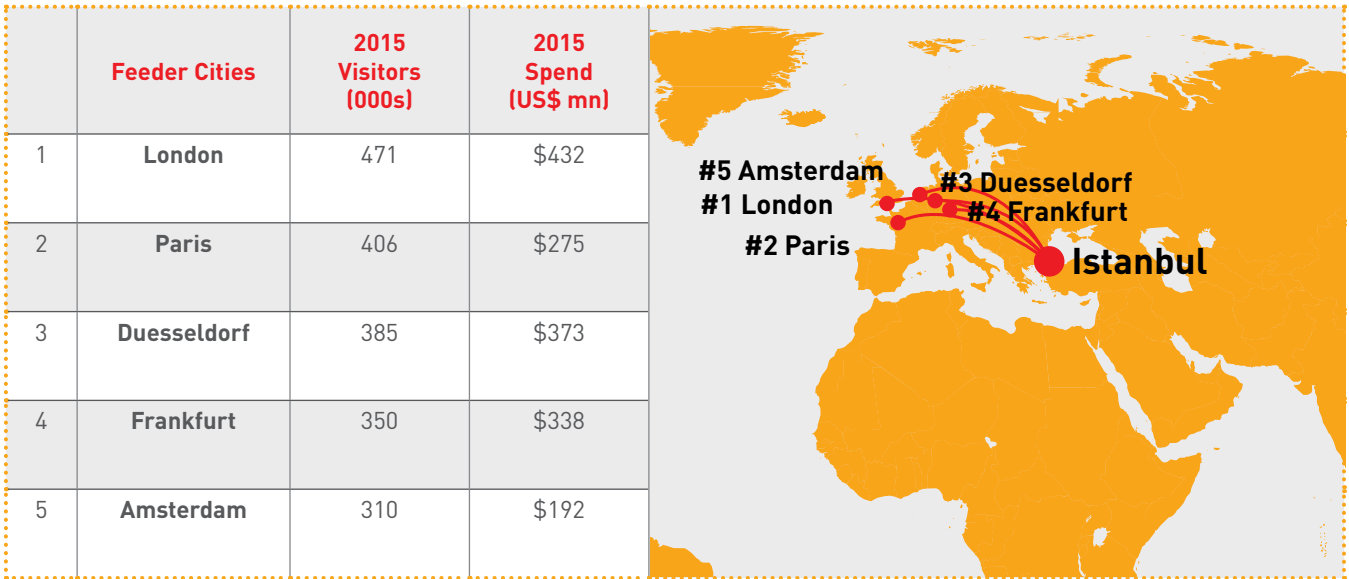 Feeder Cities
2015
Visitors
(000s)
2015
Spend
(US$ mn)
1 London 471 $432
2 Paris 406 $275
3 Duesseldorf 385 $373
4 Frankfurt 350 $338
5 Amsterdam 310 $192
#5 Amsterdam
#3 Duesseldorf
#1 London
#4 Frankfurt
#2 Paris
Istanbul